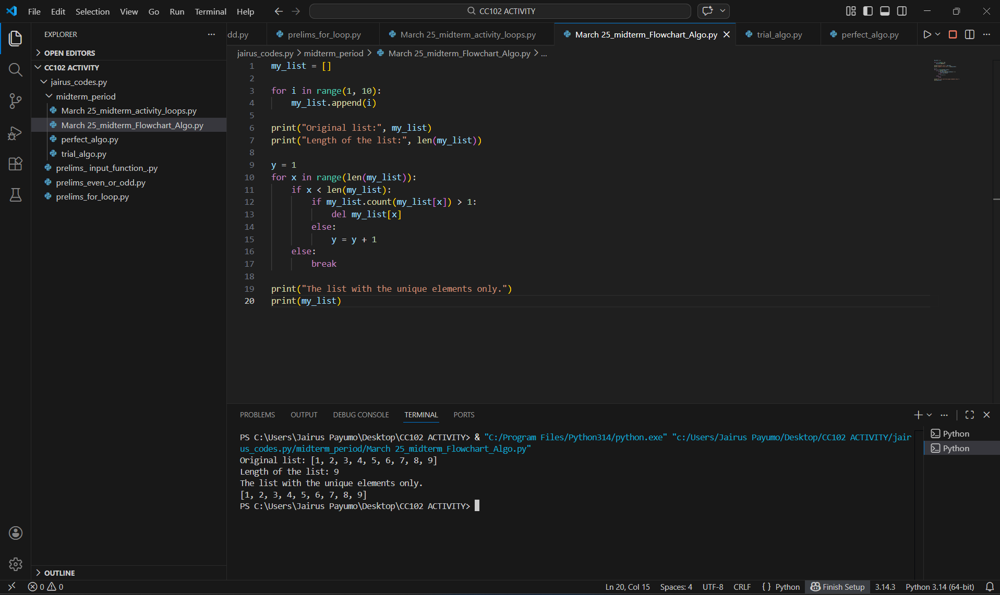 File Edit Selection View Go Run Terminal Help
CC102 ACTIVITY
EXPLORER
OPEN EDITORS
CC102 ACTIVITY
jairus_codes.py
midterm_period
March 25_midterm_activity_loops.py
March 25_midterm_Flowchart_Algo.py
perfect_algo.py
trial_algo.py
prelims_ input_function_.py
prelims_even_or_odd.py
prelims_for_loop.py
OUTLINE
dd.py prelims_for_loop.py March 25_midterm_activity_loops.py March 25_midterm_Flowchart_Algo.py trial_algo.py perfect_algo.py
jairus_codes.py > midterm_period > March 25_midterm_Flowchart_Algo.py > ...
1 my_list = []
2
3 for i in range(1, 10):
4 my_list.append(i)
5
6 print("Original list:", my_list)
7 print("Length of the list:", len(my_list))
8
9 y = 1
10 for x in range(len(my_list)):
11 if x < len(my_list):
12 if my_list.count(my_list[x]) > 1:
13 del my_list[x]
14 else:
15 y = y + 1
16 else:
17 break
18
19 print("The list with the unique elements only.")
20 print(my_list)
PROBLEMS OUTPUT DEBUG CONSOLE TERMINAL PORTS
PS C:\Users\Jairus Payumo\Desktop\CC102 ACTIVITY> & "C:/Program Files/Python314/python.exe" "c:/Users/Jairus Payumo/Desktop/CC102 ACTIVITY/jair
us_codes.py/midterm_period/March 25_midterm_Flowchart_Algo.py"
Original list: [1, 2, 3, 4, 5, 6, 7, 8, 9]
Length of the list: 9
The list with the unique elements only.
[1, 2, 3, 4, 5, 6, 7, 8, 9]
PS C:\Users\Jairus Payumo\Desktop\CC102 ACTIVITY>
Python
Python
0 0
Ln 20, Col 15 Spaces: 4 UTF-8 CRLF { } Python Finish Setup 3.14.3 Python 3.14 (64-bit)